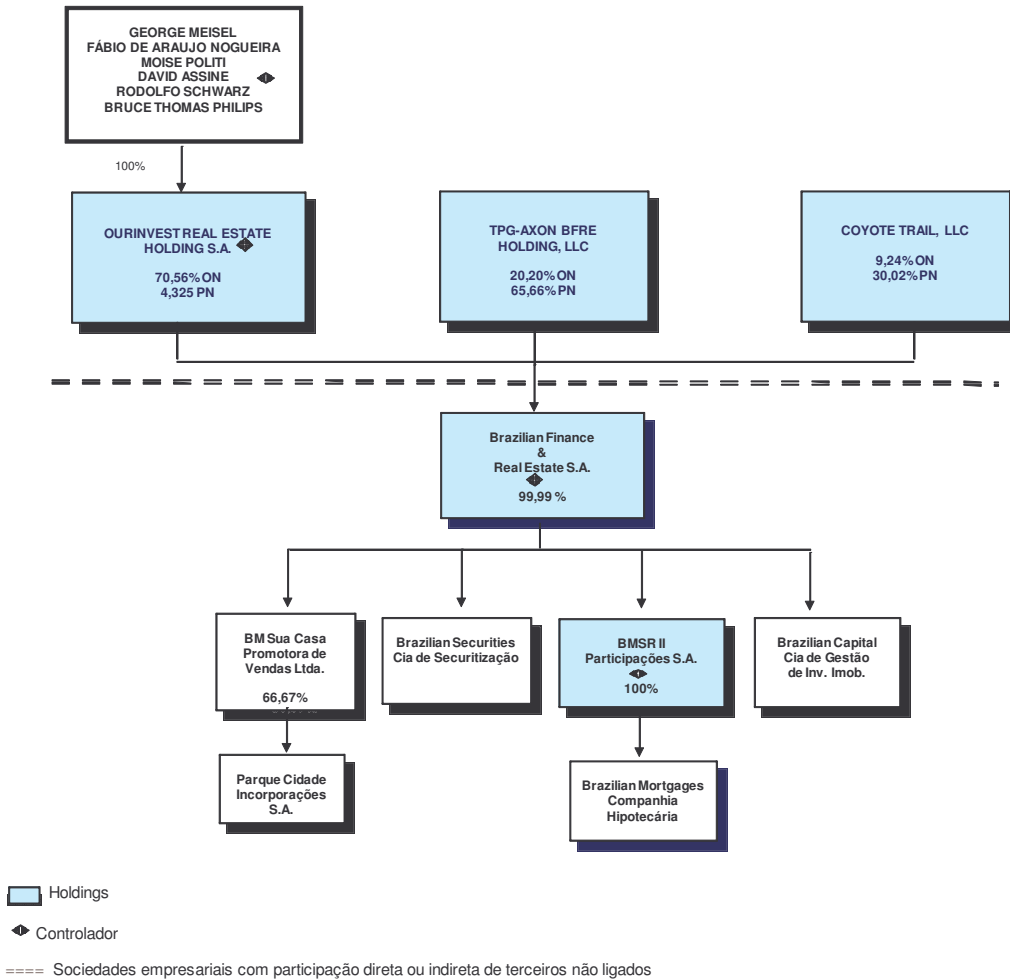 GEORGE MEISEL
FÁBIO DE ARAUJO NOGUEIRA
MOISE POLITI
DAVID ASSINE
RODOLFO SCHWARZ
BRUCE THOMAS PHILIPS
100%
OURINVEST REAL ESTATE
HOLDING S.A.
70,56% ON
4,325 PN
TPG-AXON BFRE
HOLDING, LLC
20,20% ON
65,66% PN
COYOTE TRAIL, LLC
9,24% ON
30,02% PN
Brazilian Finance
&
Real Estate S.A.
99,99 %
BM Sua Casa
Promotora de
Vendas Ltda.
66,67%
Brazilian Securities
Cia de Securitização
BMSR II
Participações S.A.
100%
Brazilian Capital
Cia de Gestão
de Inv. Imob.
Parque Cidade
Incorporações
S.A.
Brazilian Mortgages
Companhia
Hipotecária
Holdings
Controlador
==== Sociedades empresariais com participação direta ou indireta de terceiros não ligados